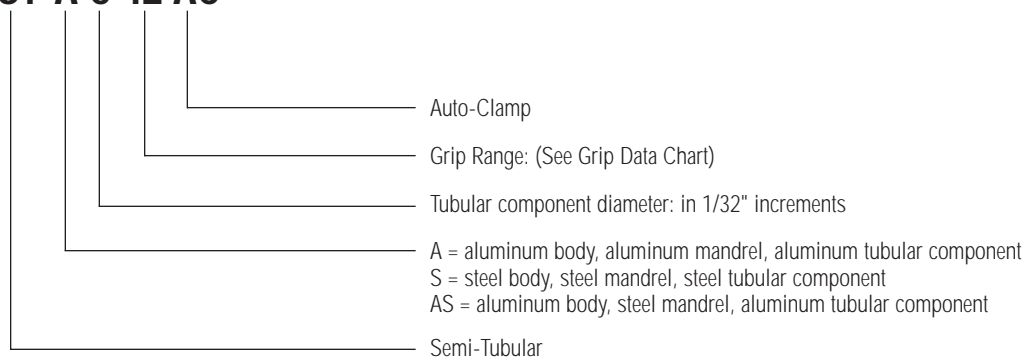 Auto-Clamp
Grip Range: (See Grip Data Chart)
Tubular component diameter: in 1/32" increments
A = aluminum body, aluminum mandrel, aluminum tubular component
S = steel body, steel mandrel, steel tubular component
AS = aluminum body, steel mandrel, aluminum tubular component
Semi-Tubular